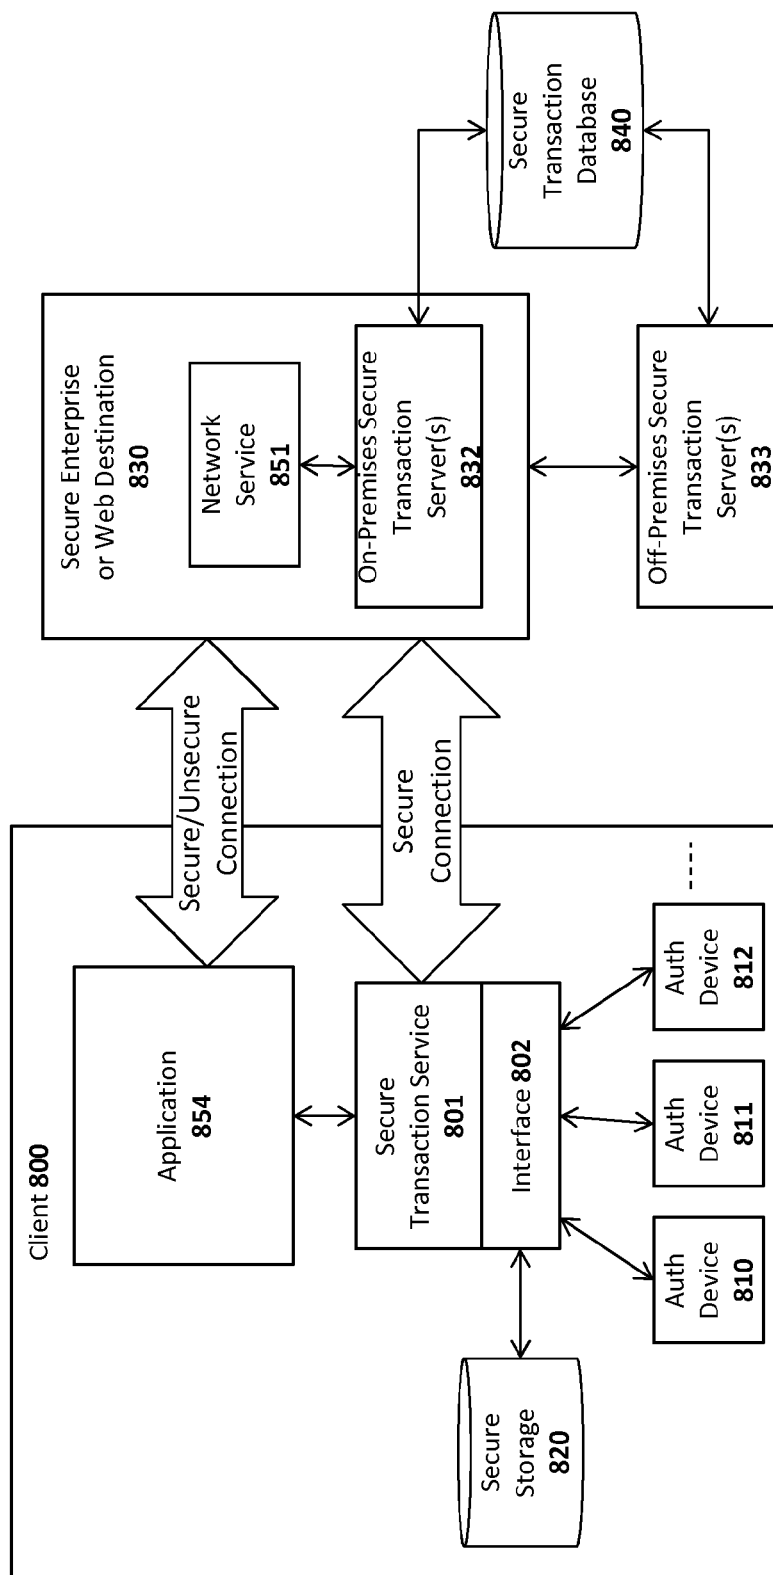 Client 800
Application
854
Secure
Transaction Service
801
Interface 802
Secure
Storage
820
Auth
Device
810
Auth
Device
811
Auth
Device
812
Secure/Unsecure
Connection
Secure
Connection
Secure Enterprise
or Web Destination
830
Network
Service
851
On-Premises Secure
Transaction
Server(s)
832
Off-Premises Secure
Transaction
Server(s)
833
Secure
Transaction
Database
840